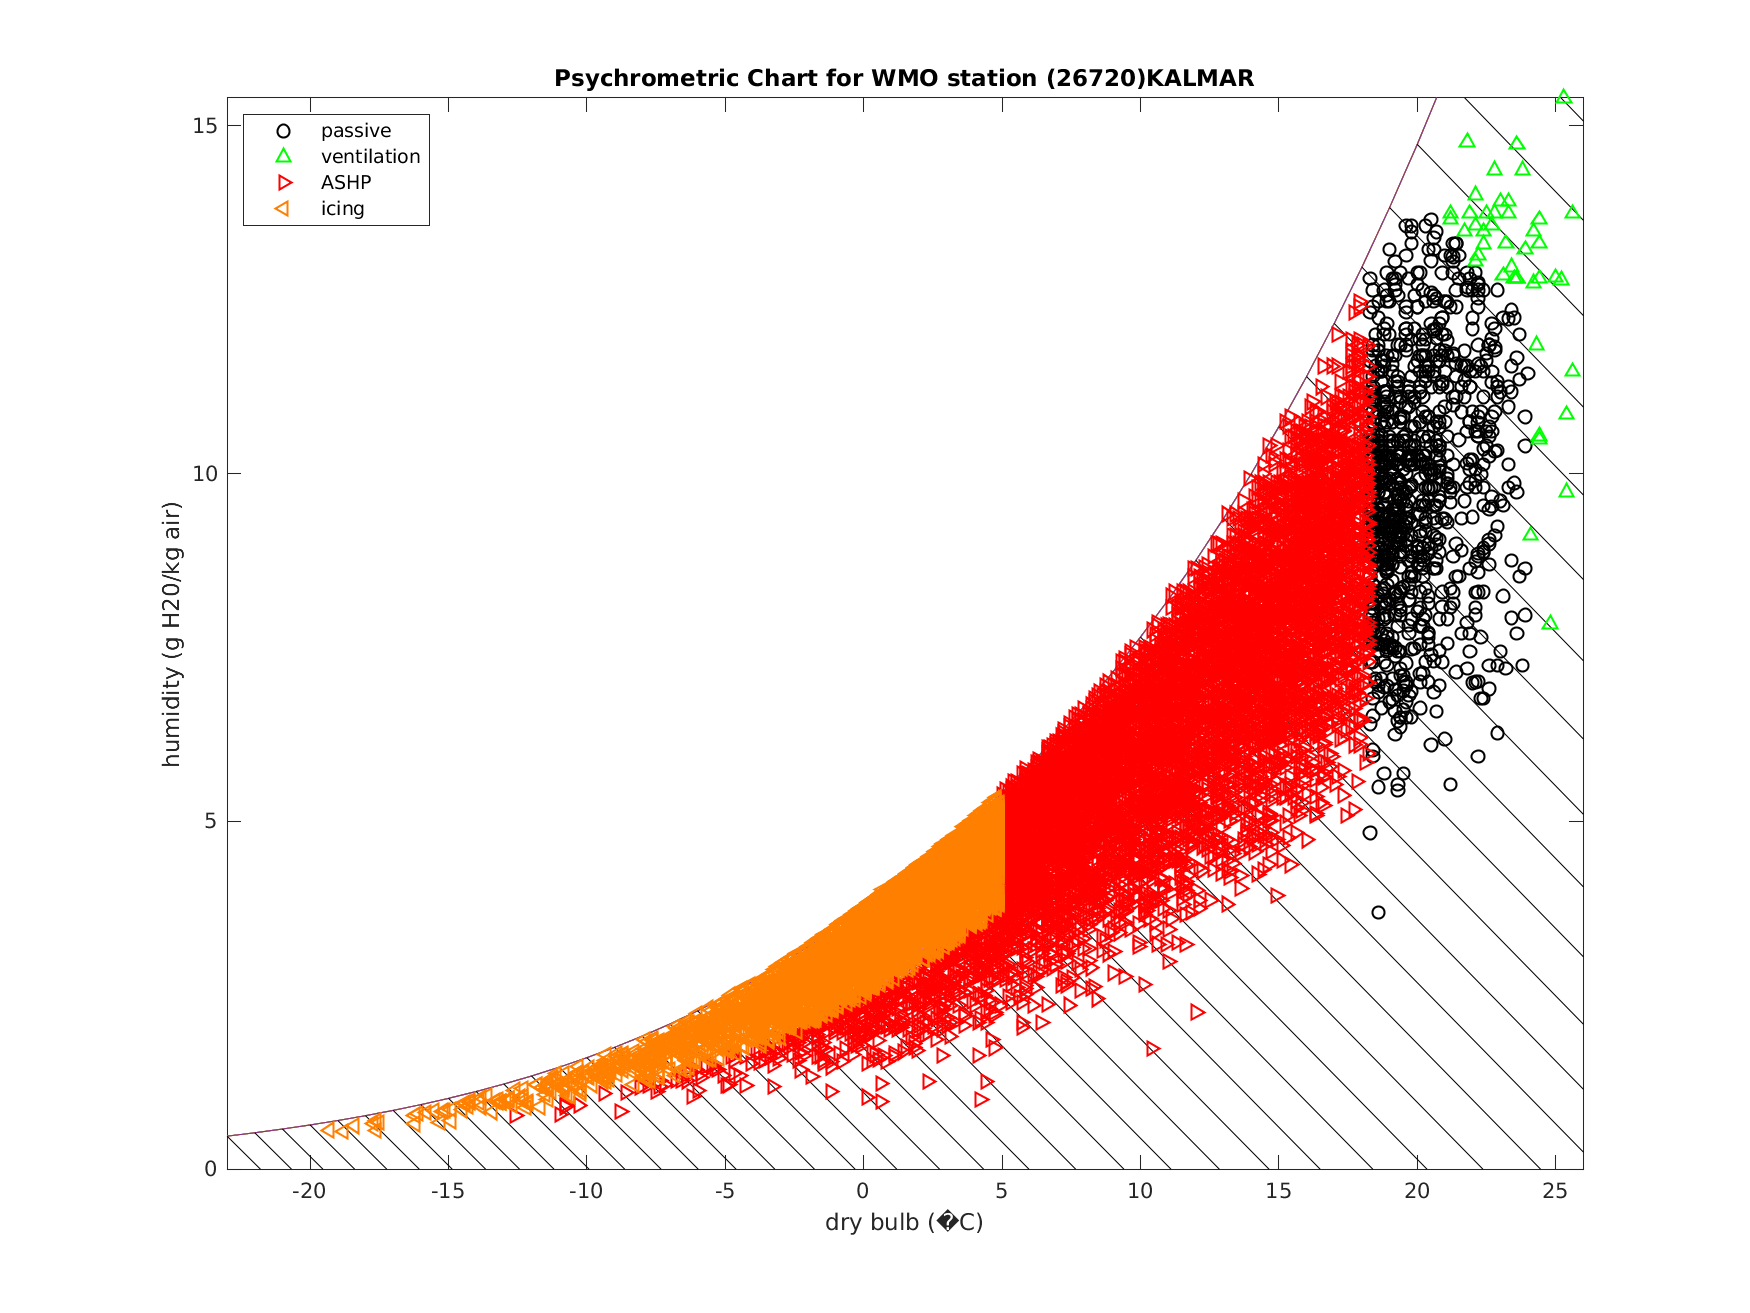 Psychrometric Chart for WMO station (26720)KALMAR
passive
ventilation
ASHP
icing
humidity (g H20/kg air)
15
10
5
0
-20 -15 -10 -5 0 5 10 15 20 25
dry bulb (�C)